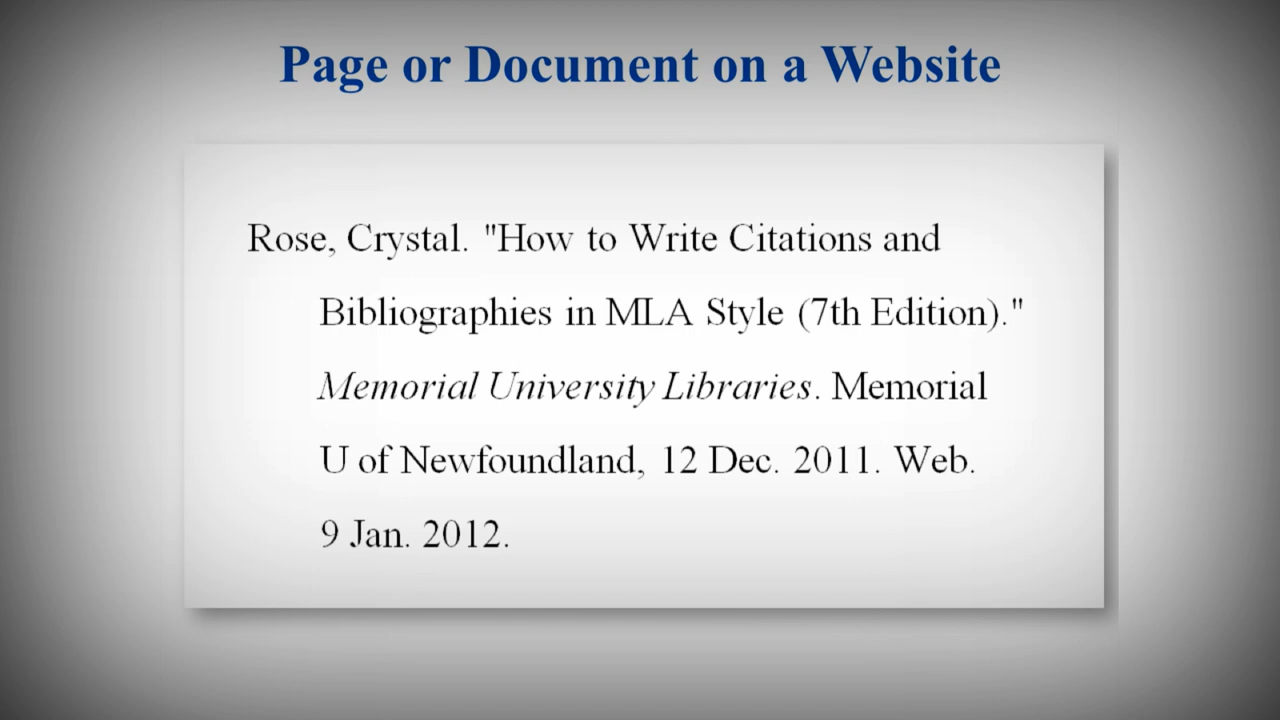 Page or Document on a Website
Rose, Crystal. "How to Write Citations and
Bibliographies in MLA Style (7th Edition)."
Memorial University Libraries. Memorial
U of Newfoundland, 12 Dec. 2011. Web.
9 Jan. 2012.